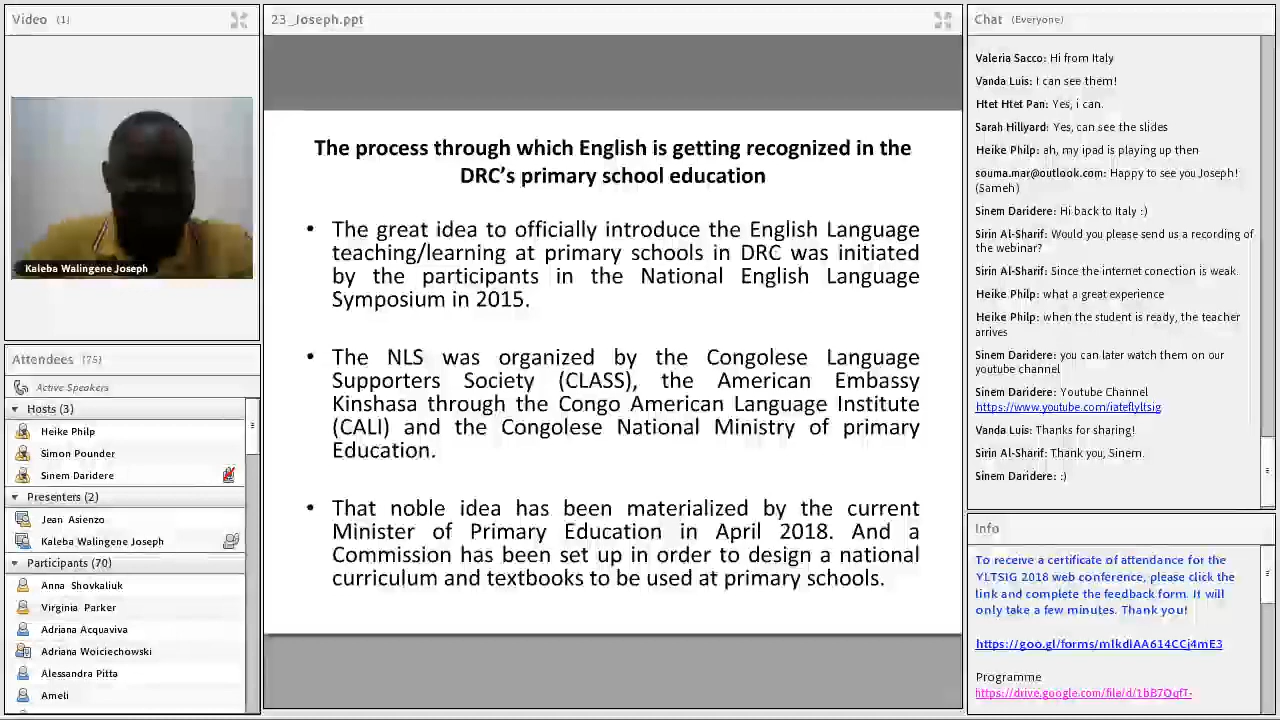 Video (1)
Kaleba Walingene Joseph
Attendees (75)
Active Speakers
Hosts (3)
Heike Philp
Simon Pounder
Sinem Daridere
Presenters (2)
Jean Asienzo
Kaleba Walingene Joseph
Participants (70)
Anna Shovkaliuk
Virginia Parker
Adriana Acquaviva
Adriana Woiciechowski
Alessandra Pitta
Ameli
23_Joseph.ppt
The process through which English is getting recognized in the
DRC's primary school education
• The great idea to officially introduce the English Language
teaching/learning at primary schools in DRC was initiated
by the participants in the National English Language
Symposium in 2015.
• The NLS was organized by the Congolese Language
Supporters Society (CLASS), the American Embassy
Kinshasa through the Congo American Language Institute
(CALI) and the Congolese National Ministry of primary
Education.
• That noble idea has been materialized by the current
Minister of Primary Education in April 2018. And a
Commission has been set up in order to design a national
curriculum and textbooks to be used at primary schools.
Chat (Everyone)
Valeria Sacco: Hi from Italy
Vanda Luis: I can see them!
Htet Htet Pan: Yes, i can.
Sarah Hillyard: Yes, can see the slides
Heike Philp: ah, my ipad is playing up then
souma.mar@outlook.com: Happy to see you Joseph!
(Sameh)
Sinem Daridere: Hi back to Italy :)
Sirin Al-Sharif: Would you please send us a recording of
the webinar?
Sirin Al-Sharif: Since the internet conection is weak.
Heike Philp: what a great experience
Heike Philp: when the student is ready, the teacher
arrives
Sinem Daridere: you can later watch them on our
youtube channel
Sinem Daridere: Youtube Channel
https://www.youtube.com/iateflyltsig
Vanda Luis: Thanks for sharing!
Sirin Al-Sharif: Thank you, Sinem.
Sinem Daridere: :)
Info
To receive a certificate of attendance for the
YLTSIG 2018 web conference, please click the
link and complete the feedback form. It will
only take a few minutes. Thank you!
https://goo.gl/forms/mlkdIAA614CCj4mE3
Programme
https://drive.google.com/file/d/1bB7OqfT-